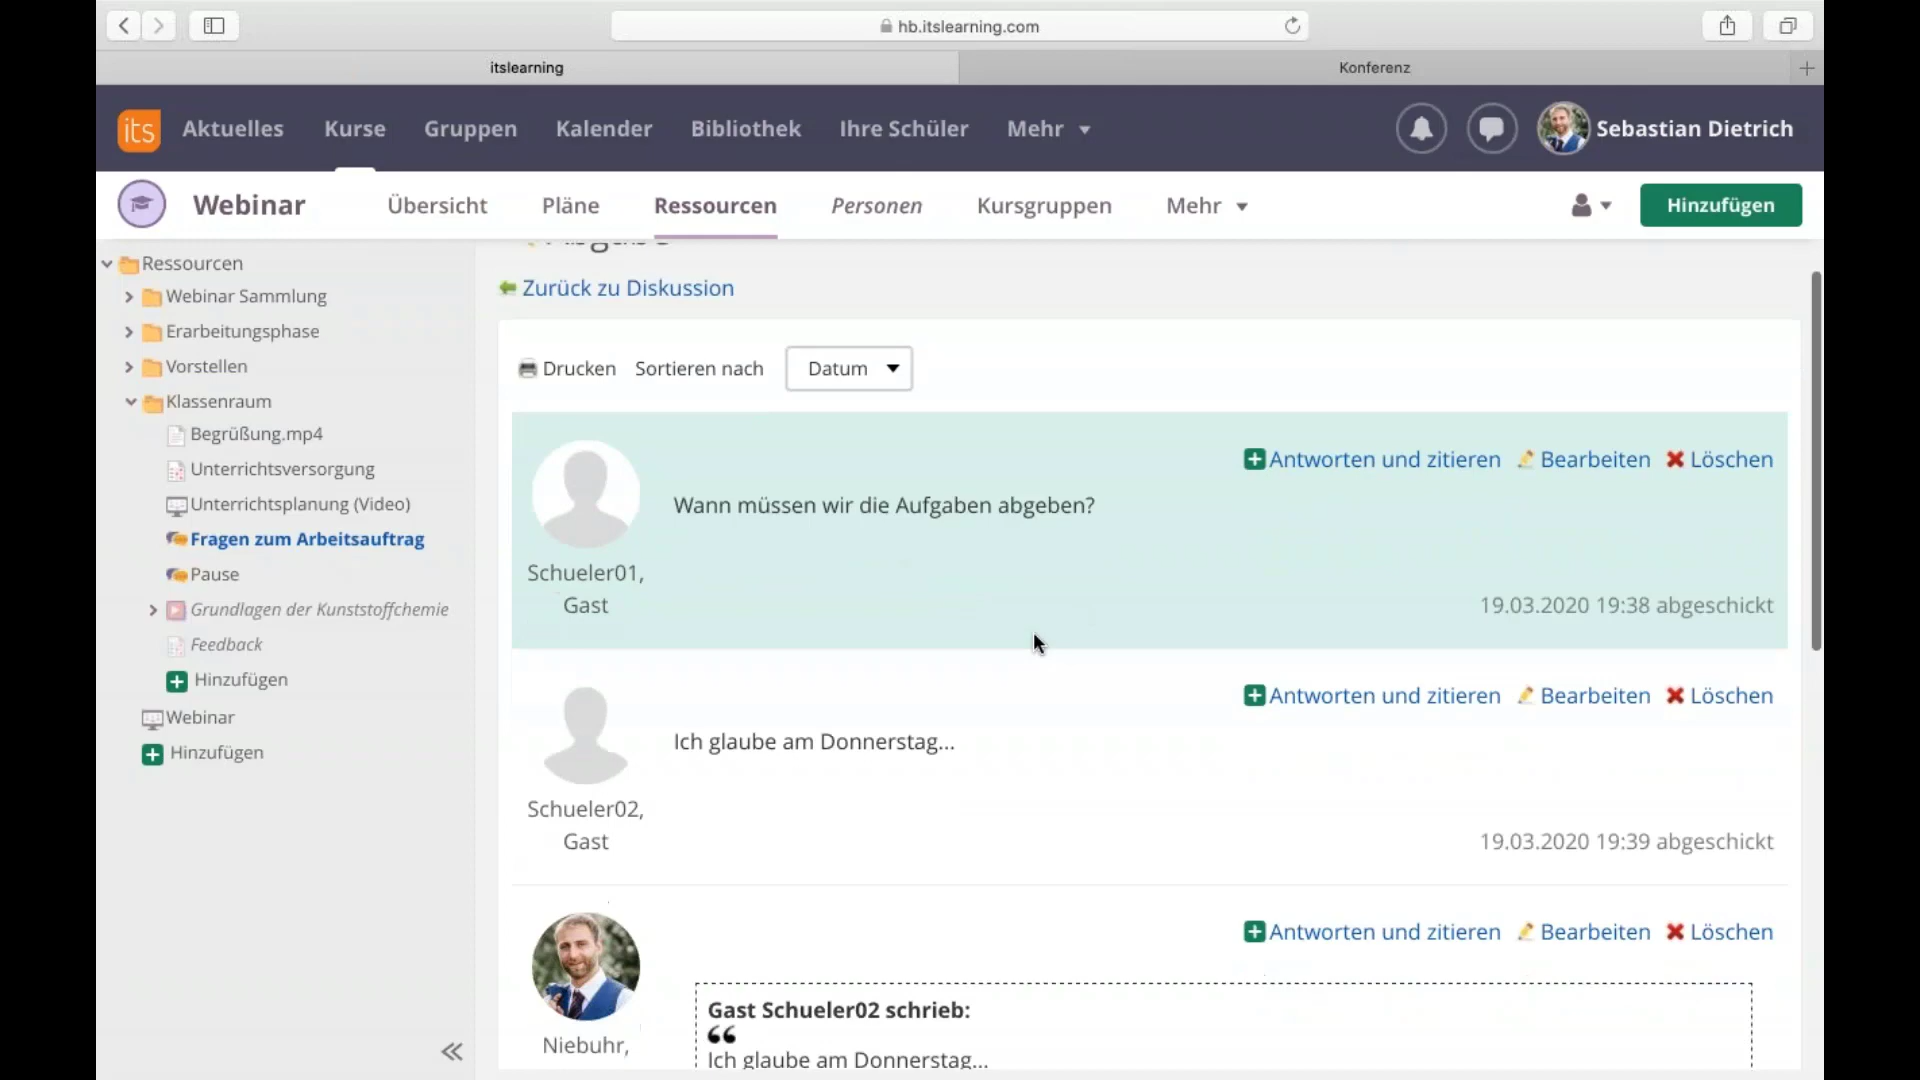 hb.itslearning.com
itslearning
Konferenz
its
Aktuelles
Kurse
Gruppen
Kalender
Bibliothek
Ihre Schüler
Mehr
Sebastian Dietrich
Webinar
Übersicht
Pläne
Ressourcen
Personen
Kursgruppen
Mehr
Hinzufügen
Ressourcen
Webinar Sammlung
Erarbeitungsphase
Vorstellen
Klassenraum
Begrüßung.mp4
Unterrichtsversorgung
Unterrichtsplanung (Video)
Fragen zum Arbeitsauftrag
Pause
Grundlagen der Kunststoffchemie
Feedback
Hinzufügen
Webinar
Hinzufügen
Zurück zu Diskussion
Drucken Sortieren nach Datum
Antworten und zitieren Bearbeiten Löschen
Wann müssen wir die Aufgaben abgeben?
Schueler01,
Gast
19.03.2020 19:38 abgeschickt
Antworten und zitieren Bearbeiten Löschen
Ich glaube am Donnerstag...
Schueler02,
Gast
19.03.2020 19:39 abgeschickt
Antworten und zitieren Bearbeiten Löschen
Niebuhr,
Gast Schueler02 schrieb:
“
Ich glaube am Donnerstag...